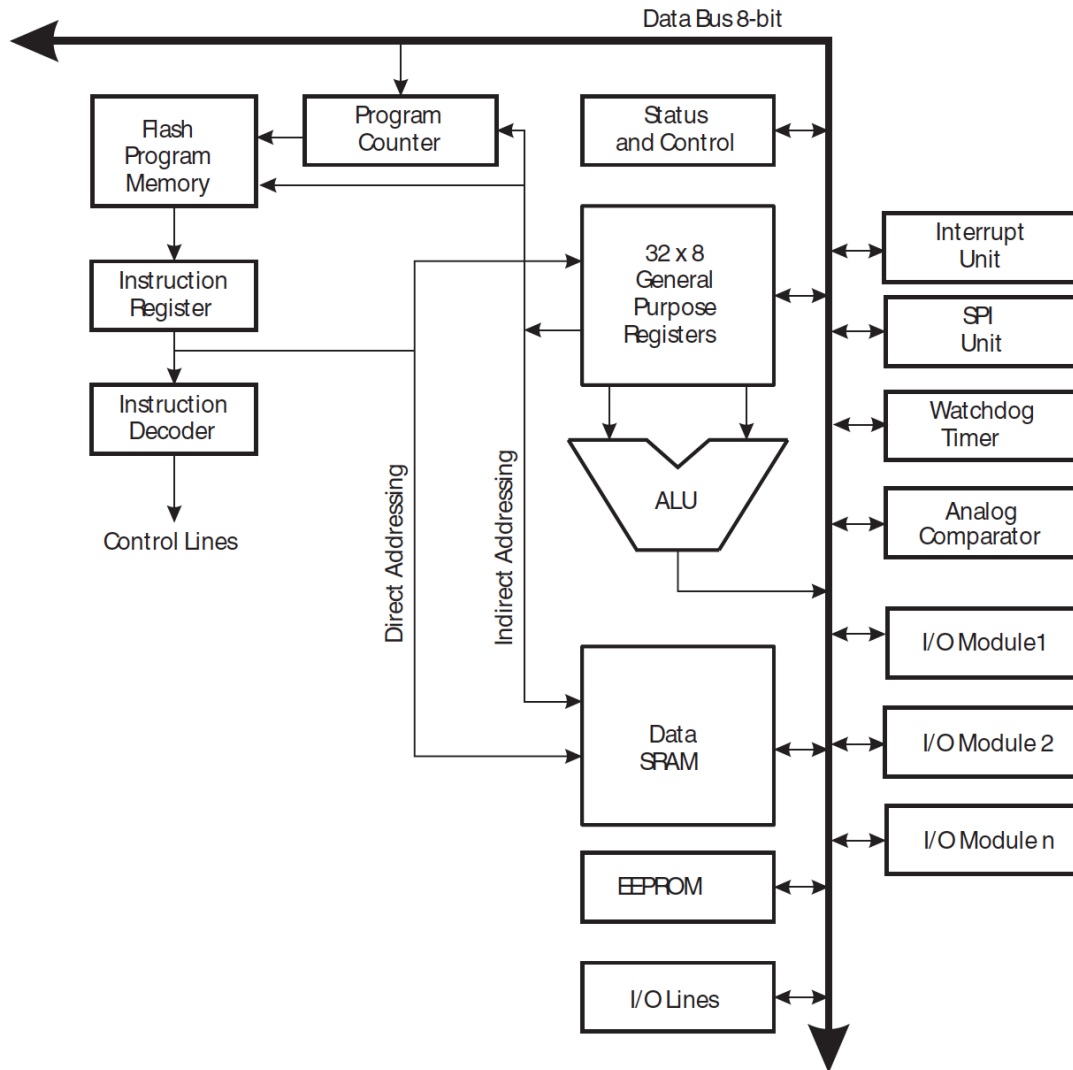 Data Bus 8-bit
Flash
Program
Memory
Program
Counter
Status
and Control
32 x 8
General
Purpose
Registers
Interrupt
Unit
Instruction
Register
SPI
Unit
Instruction
Decoder
Watchdog
Timer
Direct Addressing
Indirect Addressing
ALU
Analog
Comparator
Control Lines
I/O Module1
Data
SRAM
I/O Module 2
I/O Module n
EEPROM
I/O Lines